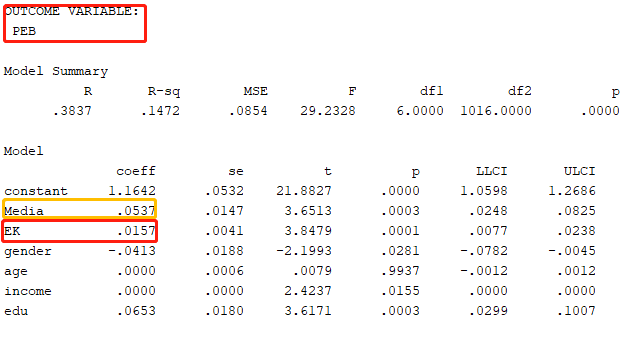 OUTCOME VARIABLE:
PEB
Model Summary
R R-sq MSE F df1 df2 p
.3837 .1472 .0854 29.2328 6.0000 1016.0000 .0000
Model
coeff se t p LLCI ULCI
constant 1.1642 .0532 21.8827 .0000 1.0598 1.2686
Media .0537 .0147 3.6513 .0003 .0248 .0825
EK .0157 .0041 3.8479 .0001 .0077 .0238
gender -.0413 .0188 -2.1993 .0281 -.0782 -.0045
age .0000 .0006 .0079 .9937 -.0012 .0012
income .0000 .0000 2.4237 .0155 .0000 .0000
edu .0653 .0180 3.6171 .0003 .0299 .1007